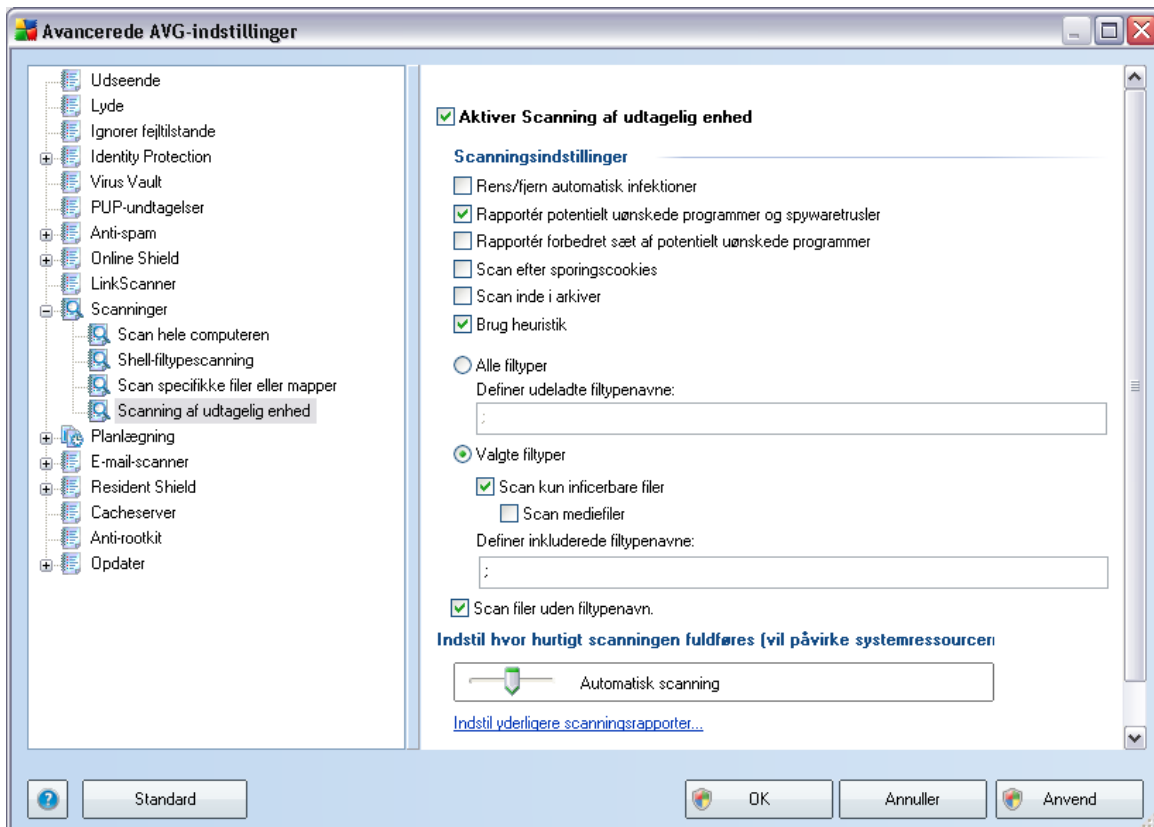 Avancerede AVG-indstillinger
Udseende
Lyde
Ignorer fejltilstande
Identity Protection
Virus Vault
PUP-undtagelser
Anti-spam
Online Shield
LinkScanner
Scanninger
Scan hele computeren
Shell-filtypescanning
Scan specifikke filer eller mapper
Scanning af udtagelig enhed
Planlægning
E-mail-scanner
Resident Shield
Cacheserver
Anti-rootkit
Opdater
Aktiver Scanning af udtagelig enhed
Scanningsindstillinger
Rens/fjern automatisk infektioner
Rapportér potentielt uønskede programmer og spywaretrusler
Rapportér forbedret sæt af potentielt uønskede programmer
Scan efter sporingscookies
Scan inde i arkiver
Brug heuristik
Alle filtyper
Definer udeladte filtypenavne:
;
Valgte filtyper
Scan kun inficerbare filer
Scan mediefiler
Definer inkluderede filtypenavne:
;
Scan filer uden filtypenavn.
Indstil hvor hurtigt scanningen fuldføres (vil påvirke systemressourcer
Automatisk scanning
Indstil yderligere scanningsrapporter...
Standard
OK
Annuller
Anvend